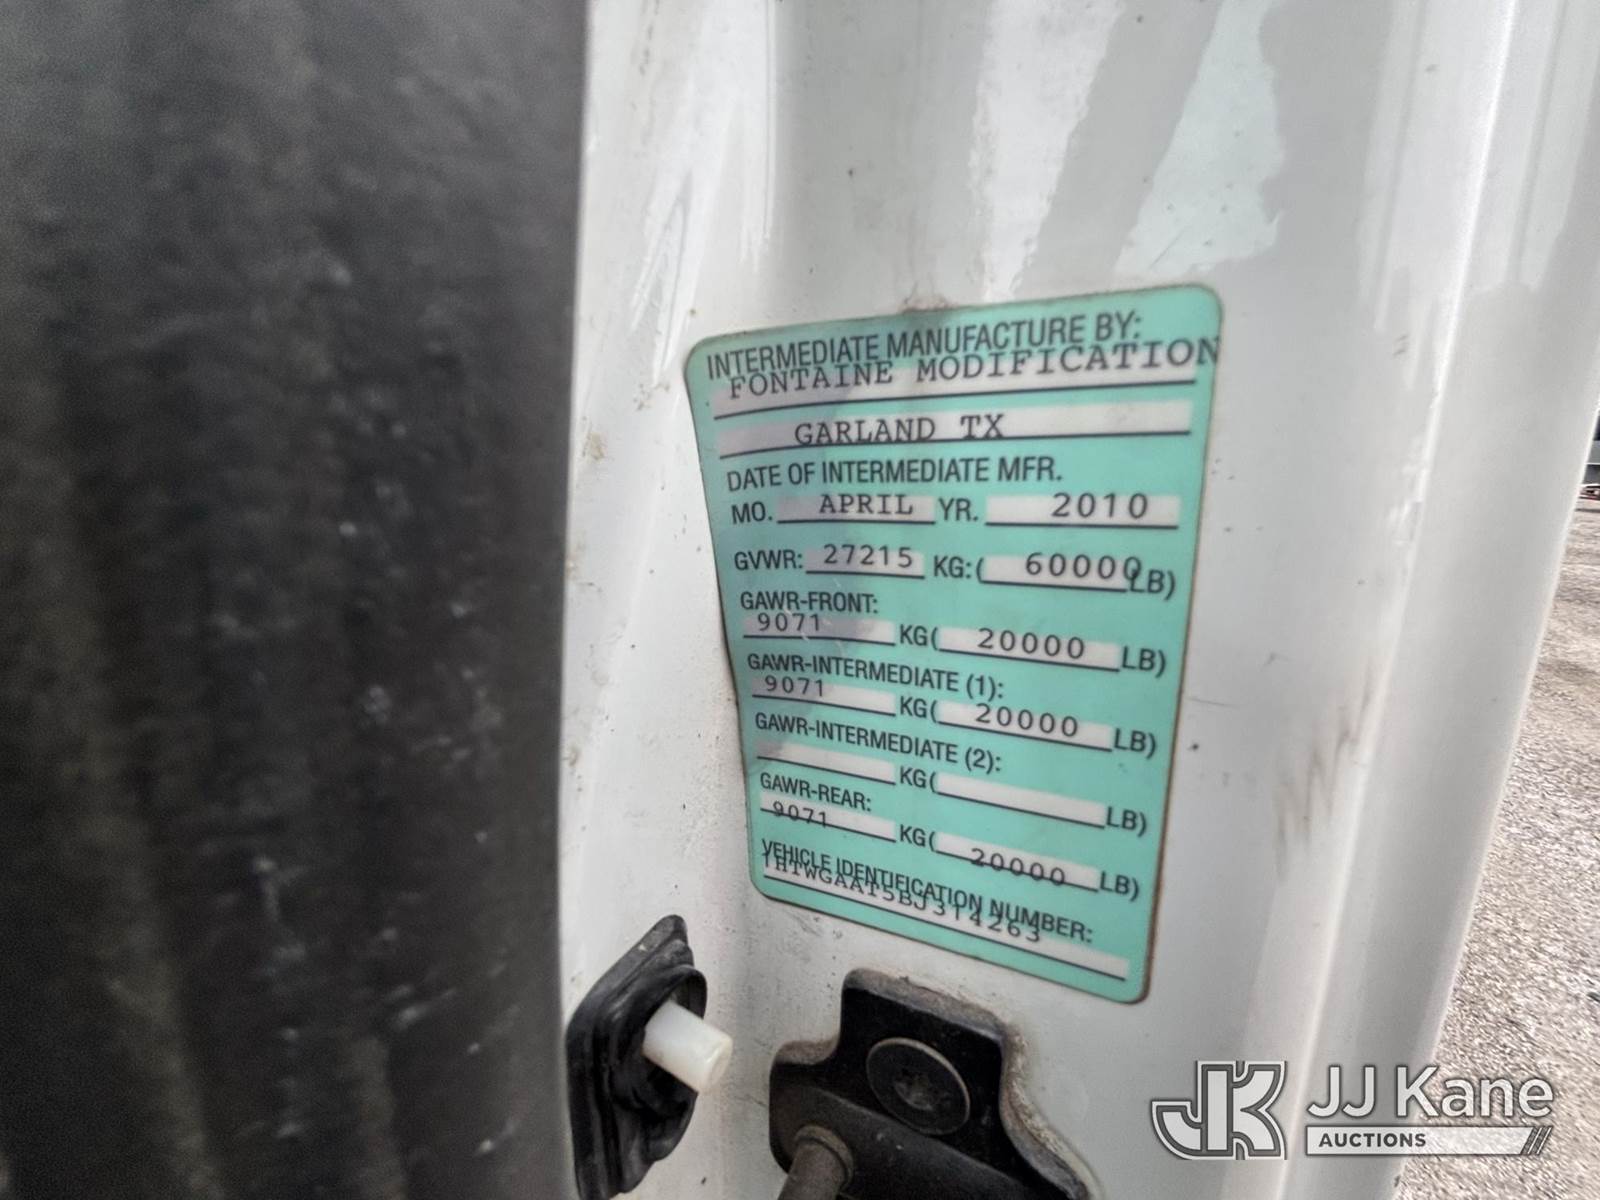 INTERMEDIATE MANUFACTURE BY:
FONTAINE MODIFICATION
GARLAND TX
DATE OF INTERMEDIATE MFR.
MO. APRIL YR. 2010
GVWR: 27215 KG: ( 60000 LB)
GAWR-FRONT:
9071 KG( 20000 LB)
GAWR-INTERMEDIATE (1):
9071 KG( 20000 LB)
GAWR-INTERMEDIATE (2):
KG( LB)
GAWR-REAR:
9071 KG( 20000 LB)
VEHICLE IDENTIFICATION NUMBER:
1HTWGAAT5BJ314263
JK JJ Kane
AUCTIONS